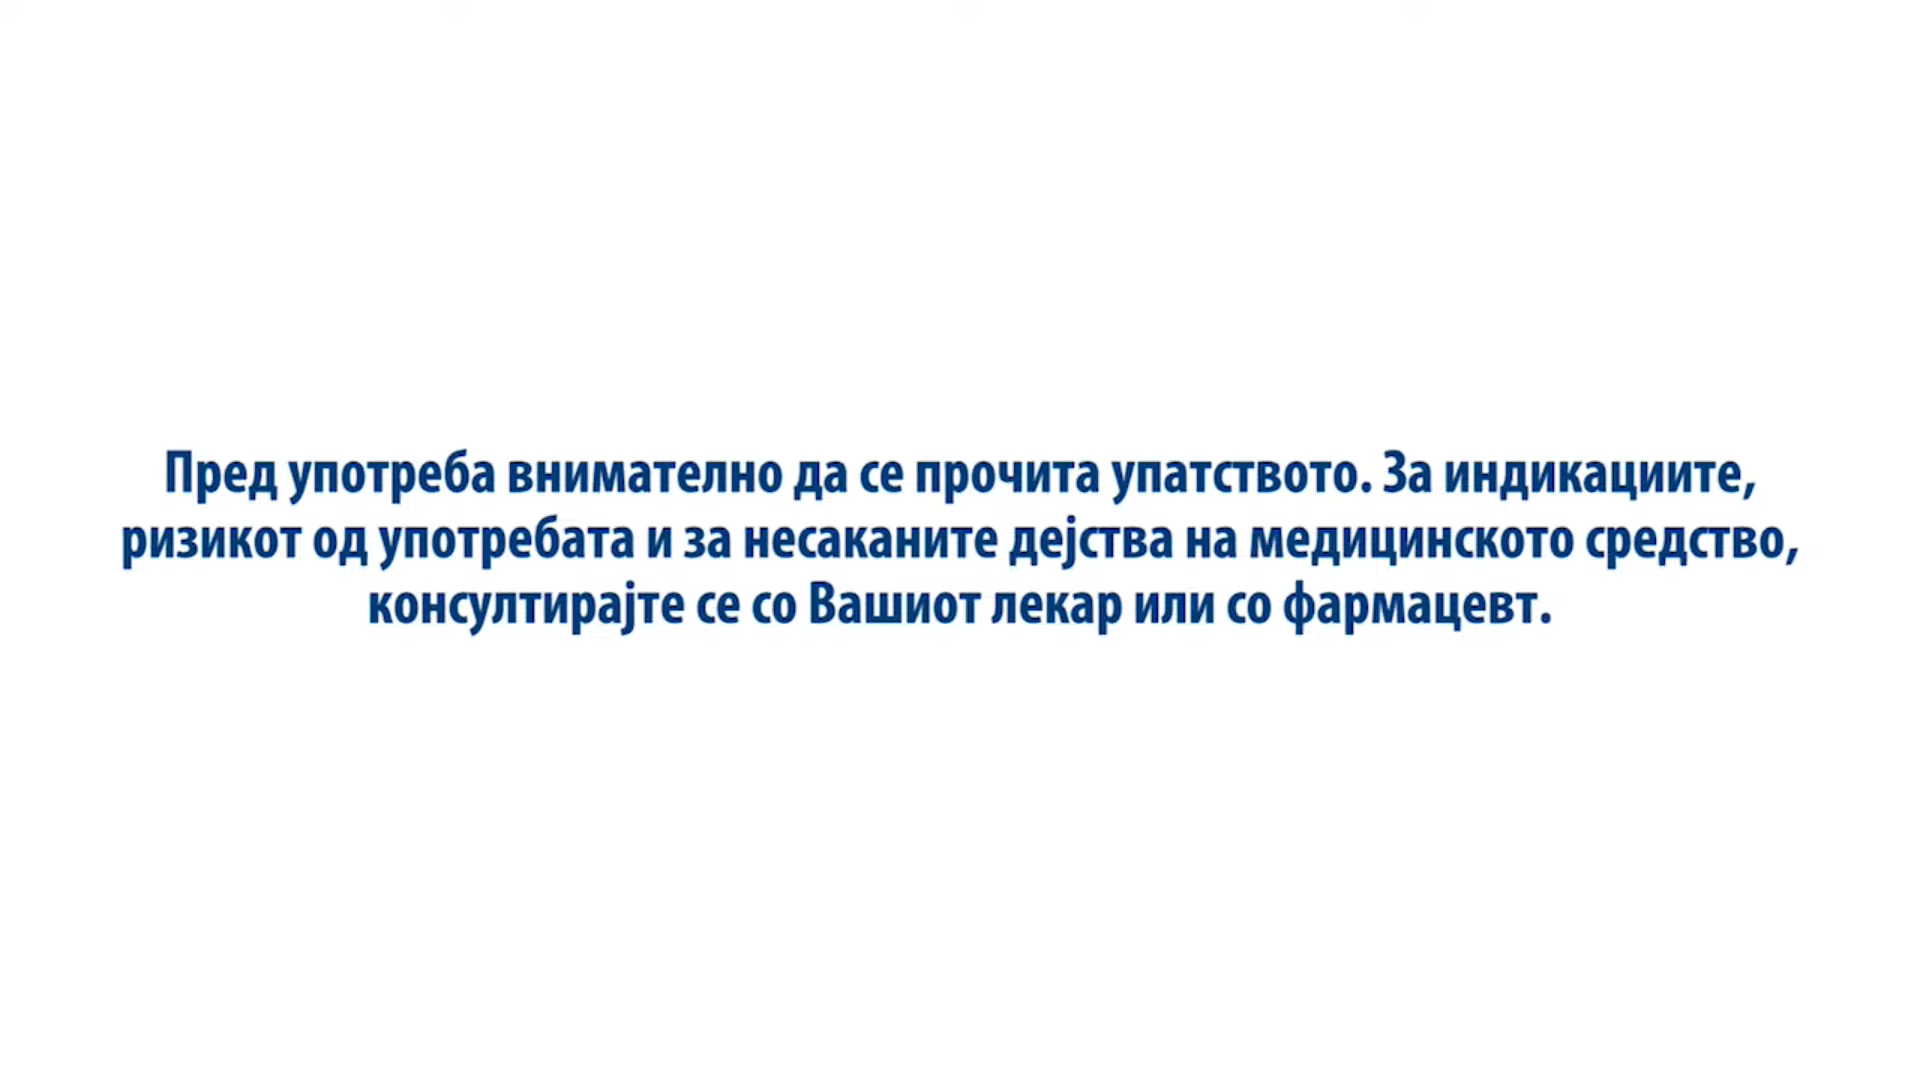 Пред употреба внимателно да се прочита упатството. За индикациите,
ризикот од употребата и за несаканите дејства на медицинското средство,
консултирајте се со Вашиот лекар или со фармацевт.